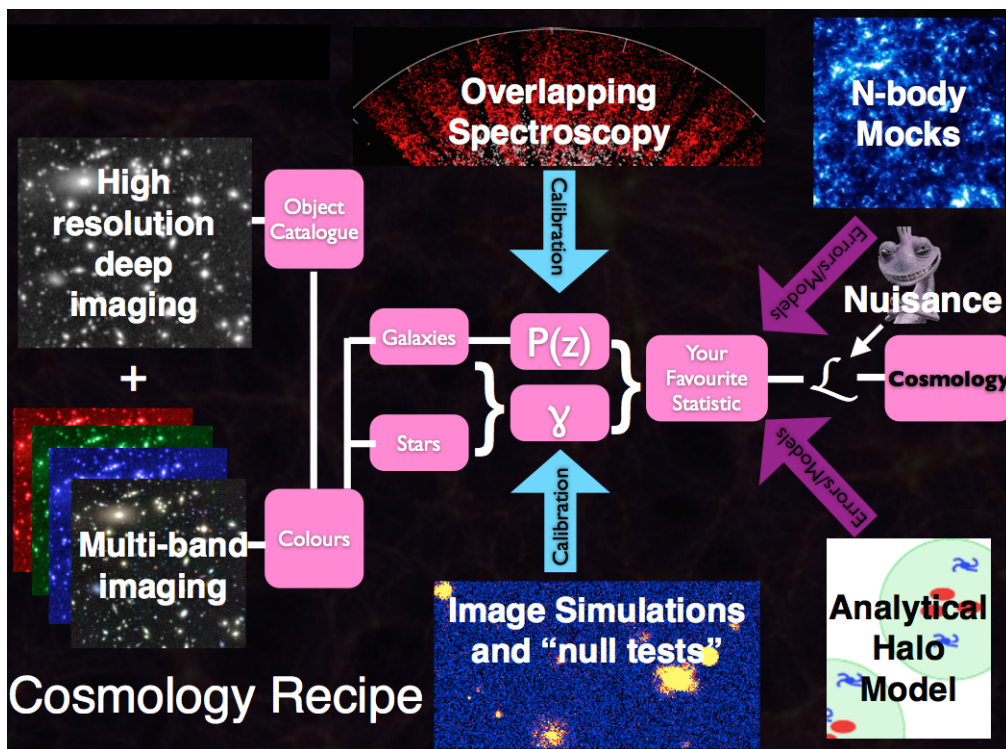 Overlapping
Spectroscopy
N-body
Mocks
High
resolution
deep
imaging
Object
Catalogue
Calibration
Errors/Models
Nuisance
+
Galaxies
P(z)
}
Your
Favourite
Statistic
ℒ
Cosmology
Stars
}
γ
Multi-band
imaging
Colours
Calibration
Errors/Models
Image Simulations
and “null tests”
Analytical
Halo
Model
Cosmology Recipe